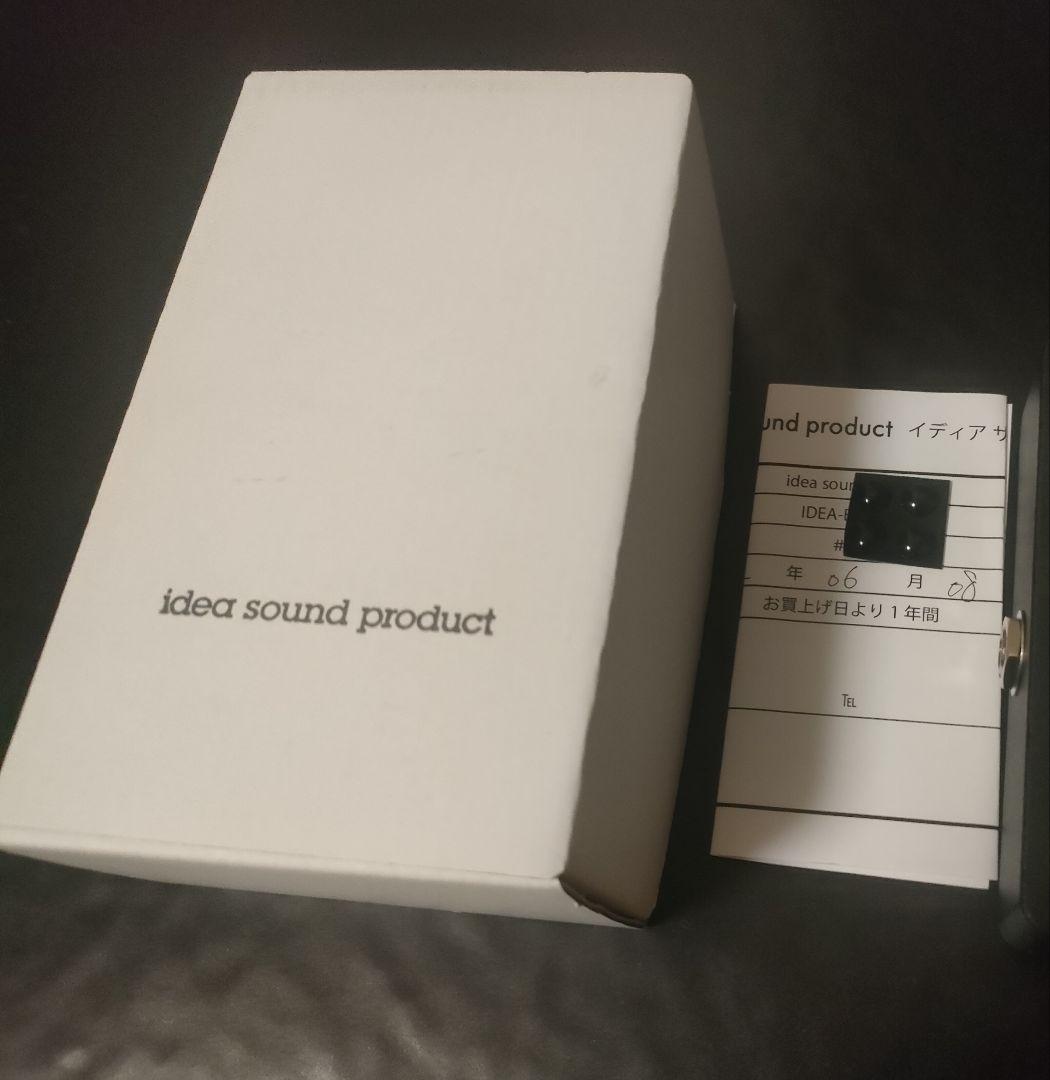 idea sound product
und product イディア サ
idea soun
IDEA-
#
年 06 月 08
お買上げ日より1年間
TEL